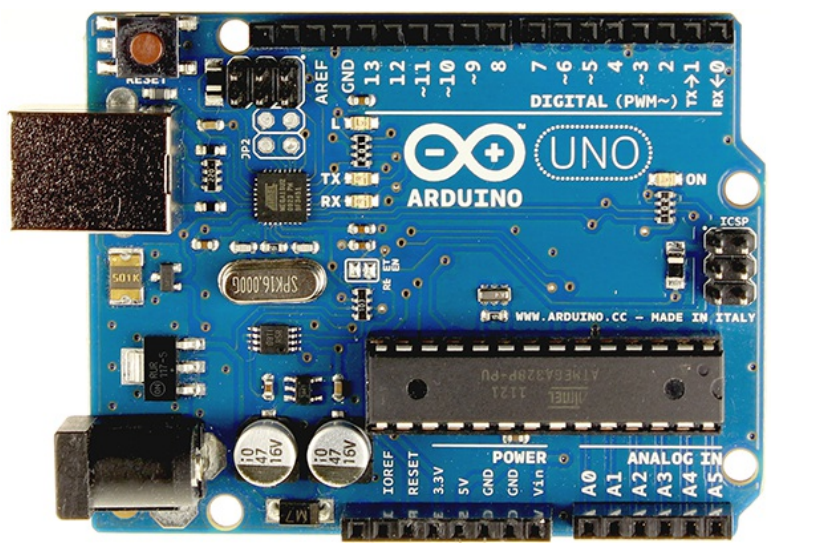 RESET
AREF
GND
13
12
~11
~10
~9
8
7
~6
~5
4
~3
2
TX→1
RX←0
DIGITAL (PWM~)
JP2
L
TX
RX
ARDUINO
™
UNO
ON
ICSP
RESET
EN
SPK16.000G
501K
WWW.ARDUINO.CC – MADE IN ITALY
117-5
ATMEGA328P-PU
1121
47
16V
47
16V
M7
POWER
ANALOG IN
IOREF
RESET
3.3V
5V
GND
GND
Vin
A0
A1
A2
A3
A4
A5